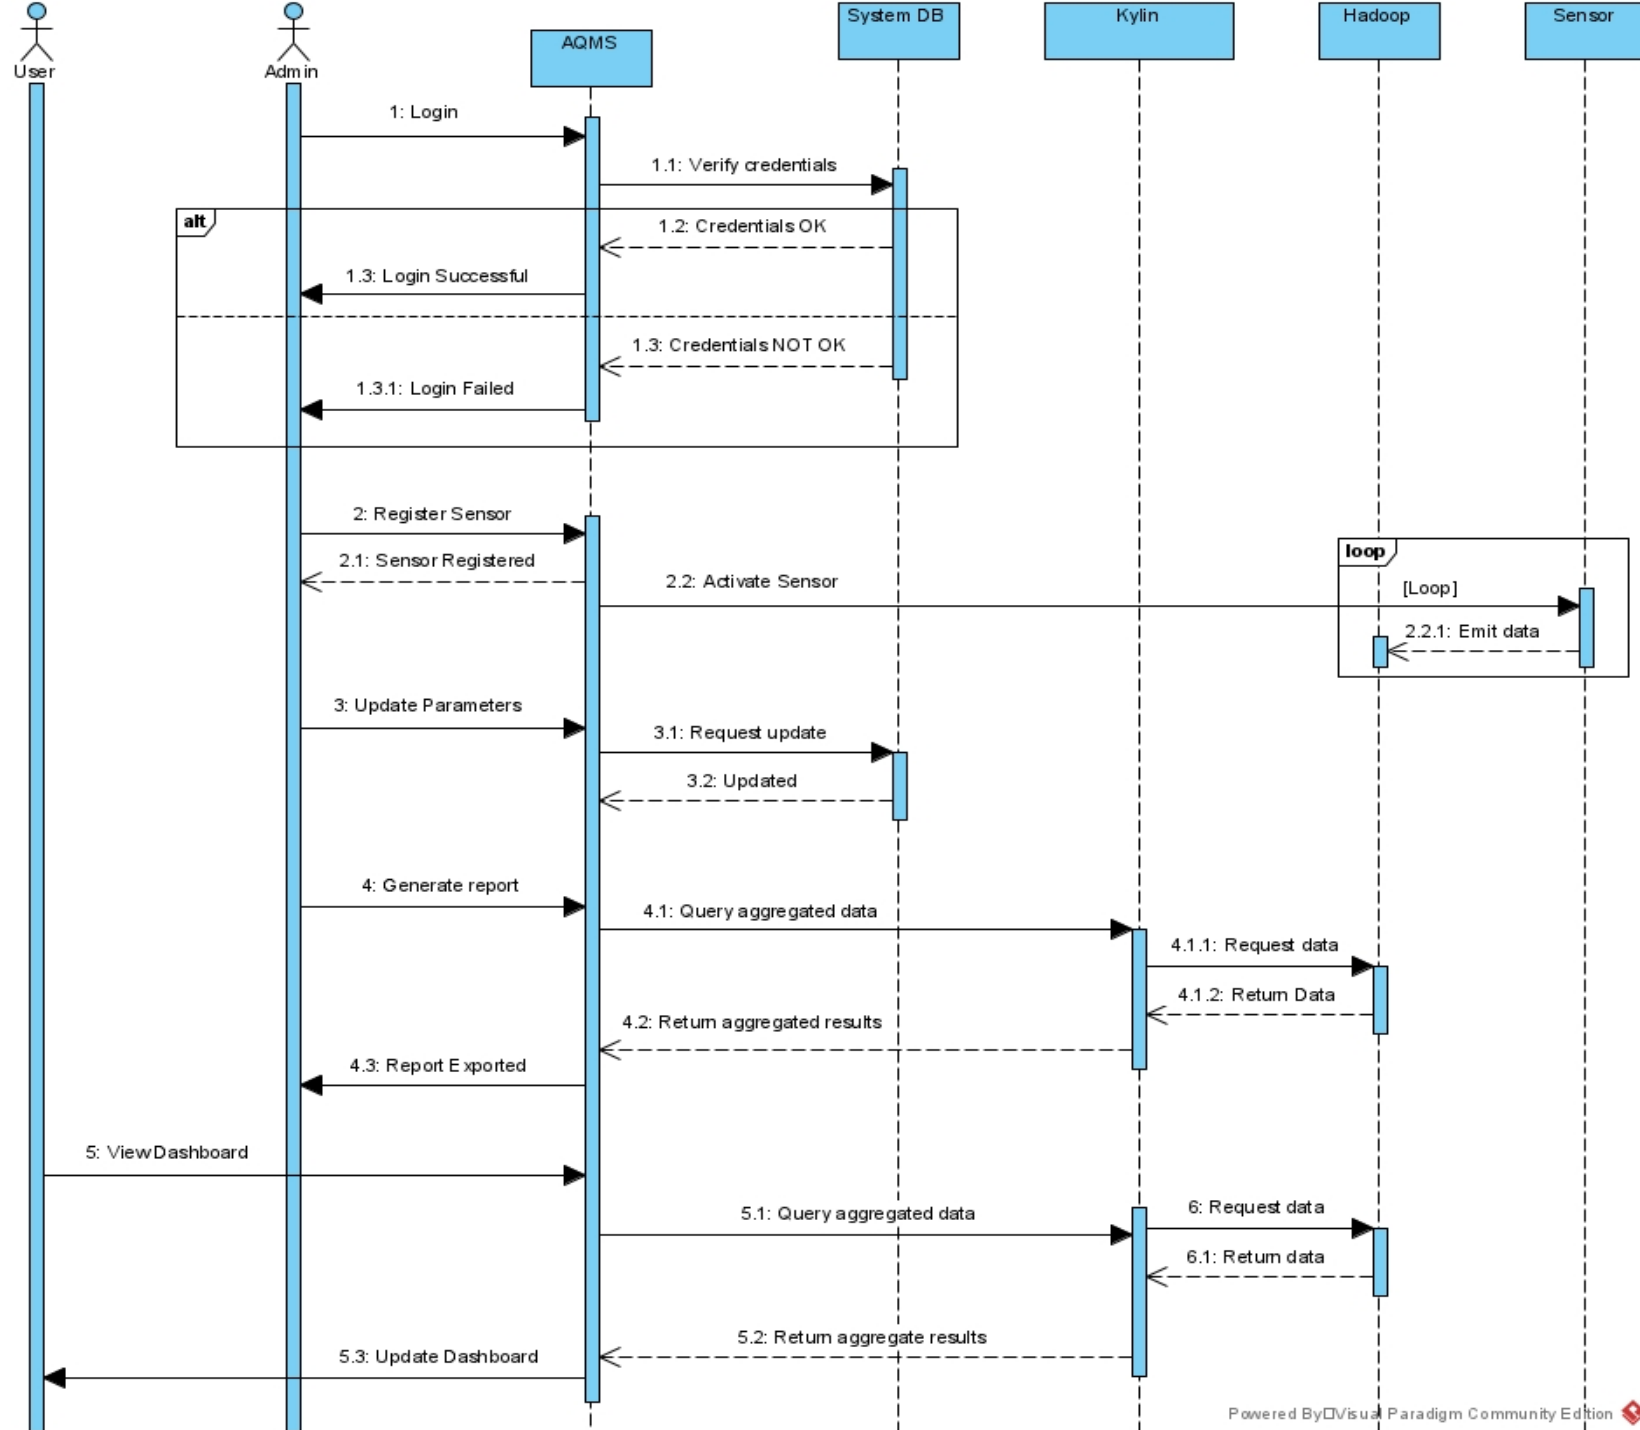 User
Admin
AQMS
System DB
Kylin
Hadoop
Sensor
1: Login
1.1: Verify credentials
alt
1.2: Credentials OK
1.3: Login Successful
1.3: Credentials NOT OK
1.3.1: Login Failed
2: Register Sensor
2.1: Sensor Registered
2.2: Activate Sensor
loop
[Loop]
2.2.1: Emit data
3: Update Parameters
3.1: Request update
3.2: Updated
4: Generate report
4.1: Query aggregated data
4.1.1: Request data
4.1.2: Return Data
4.2: Return aggregated results
4.3: Report Exported
5: View Dashboard
5.1: Query aggregated data
6: Request data
6.1: Return data
5.2: Return aggregate results
5.3: Update Dashboard
Powered By□Visual Paradigm Community Edition